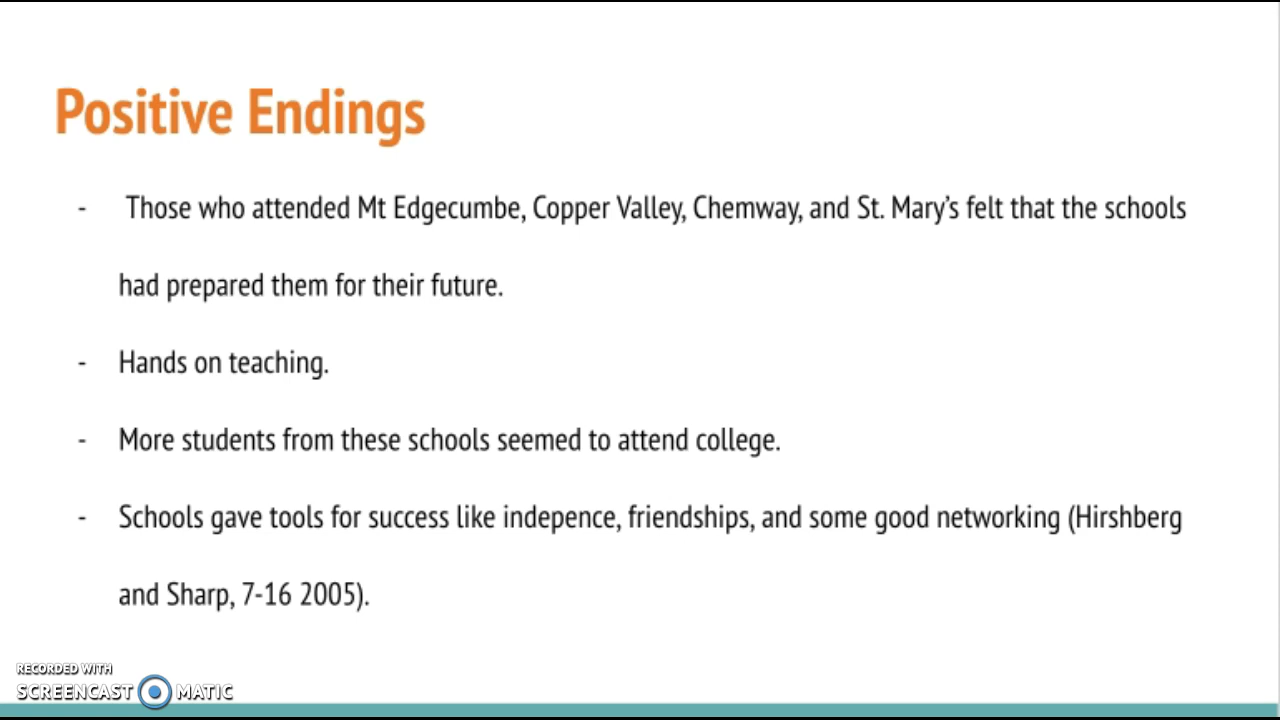 Positive Endings
- Those who attended Mt Edgecumbe, Copper Valley, Chemway, and St. Mary’s felt that the schools
had prepared them for their future.
- Hands on teaching.
- More students from these schools seemed to attend college.
- Schools gave tools for success like indepence, friendships, and some good networking (Hirshberg
and Sharp, 7-16 2005).
RECORDED WITH
SCREENCAST MATIC